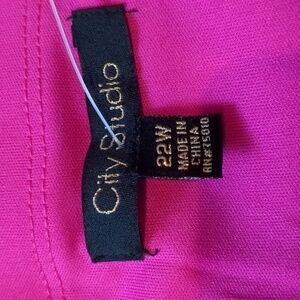 City Studio
22W
MADE IN
CHINA
RN#75010